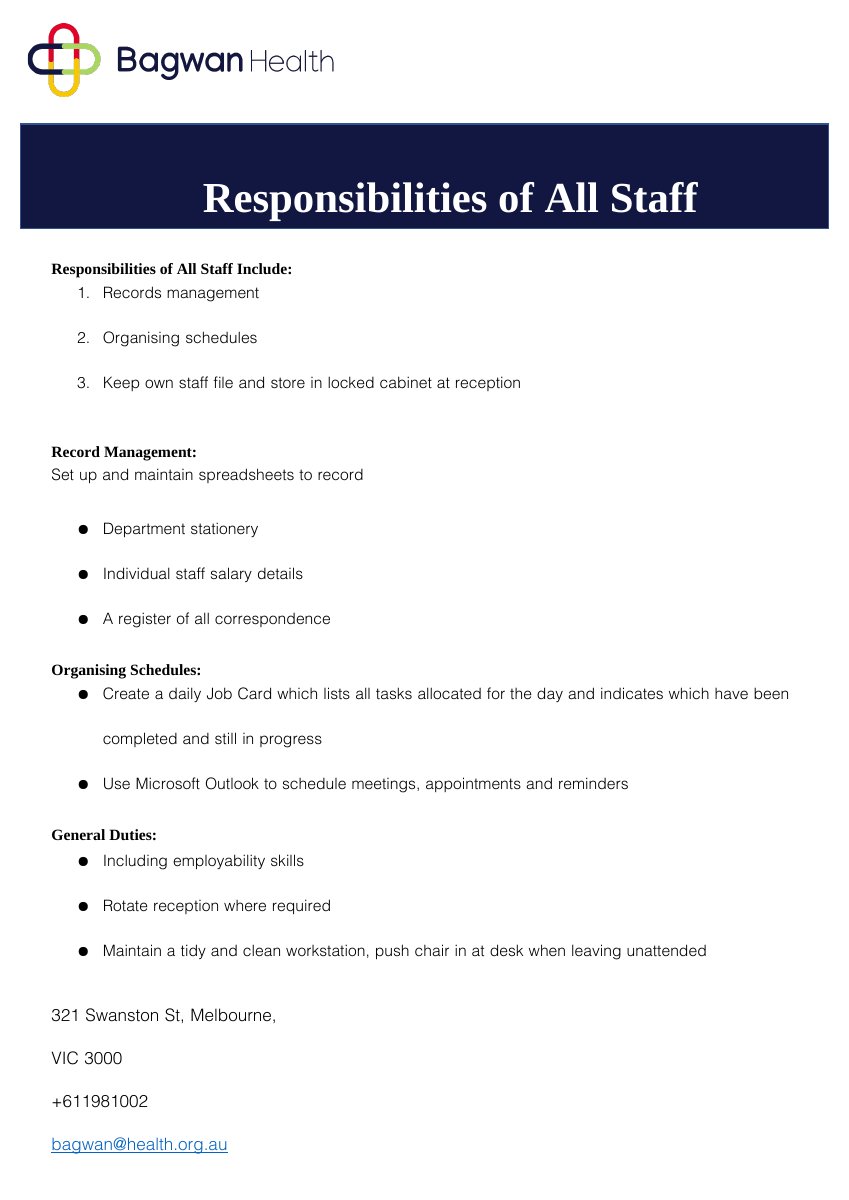 Bagwan Health
Responsibilities of All Staff
Responsibilities of All Staff Include:
1. Records management
2. Organising schedules
3. Keep own staff file and store in locked cabinet at reception
Record Management:
Set up and maintain spreadsheets to record
● Department stationery
● Individual staff salary details
● A register of all correspondence
Organising Schedules:
● Create a daily Job Card which lists all tasks allocated for the day and indicates which have been
completed and still in progress
● Use Microsoft Outlook to schedule meetings, appointments and reminders
General Duties:
● Including employability skills
● Rotate reception where required
● Maintain a tidy and clean workstation, push chair in at desk when leaving unattended
321 Swanston St, Melbourne,
VIC 3000
+611981002
bagwan@health.org.au